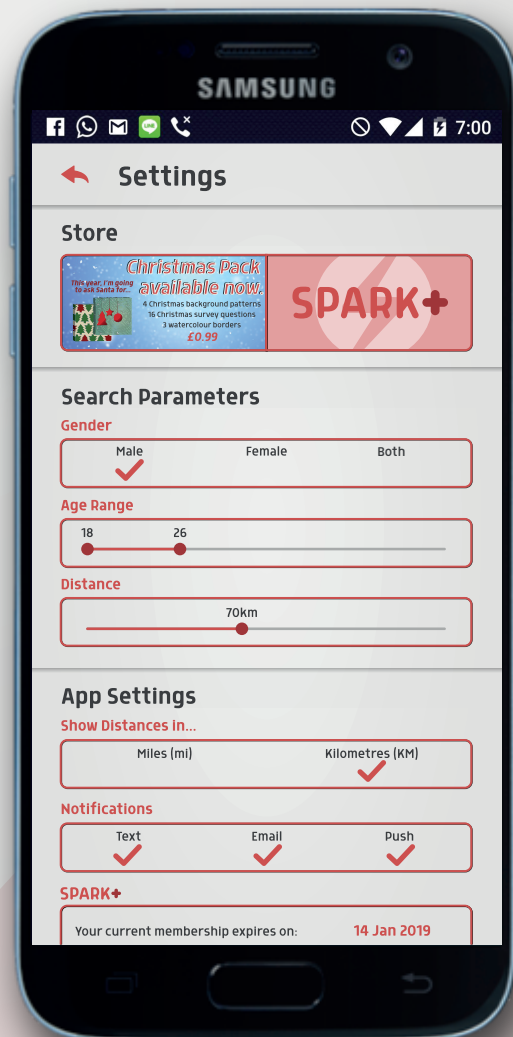 SAMSUNG
7:00
Settings
Store
Christmas Pack
available now.
This year, I'm going
to ask Santa for...
4 Christmas background patterns
16 Christmas survey questions
3 watercolour borders
£0.99
SPARK+
Search Parameters
Gender
Male Female Both
Age Range
18 26
Distance
70km
App Settings
Show Distances in...
Miles (mi) Kilometres (KM)
Notifications
Text Email Push
SPARK+
Your current membership expires on: 14 Jan 2019